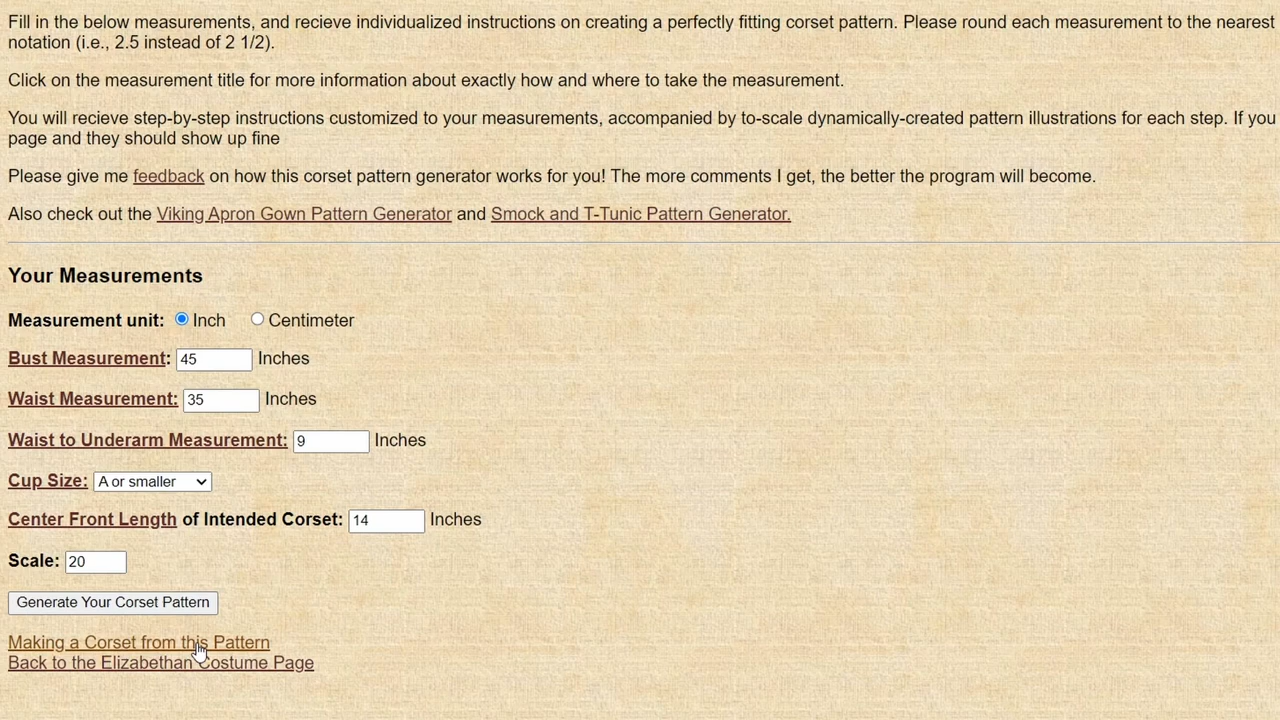 Fill in the below measurements, and recieve individualized instructions on creating a perfectly fitting corset pattern. Please round each measurement to the nearest
notation (i.e., 2.5 instead of 2 1/2).
Click on the measurement title for more information about exactly how and where to take the measurement.
You will recieve step-by-step instructions customized to your measurements, accompanied by to-scale dynamically-created pattern illustrations for each step. If you
page and they should show up fine
Please give me feedback on how this corset pattern generator works for you! The more comments I get, the better the program will become.
Also check out the Viking Apron Gown Pattern Generator and Smock and T-Tunic Pattern Generator.
Your Measurements
Measurement unit: Inch Centimeter
Bust Measurement: 45 Inches
Waist Measurement: 35 Inches
Waist to Underarm Measurement: 9 Inches
Cup Size: A or smaller
Center Front Length of Intended Corset: 14 Inches
Scale: 20
Generate Your Corset Pattern
Making a Corset from this Pattern
Back to the Elizabethan Costume Page